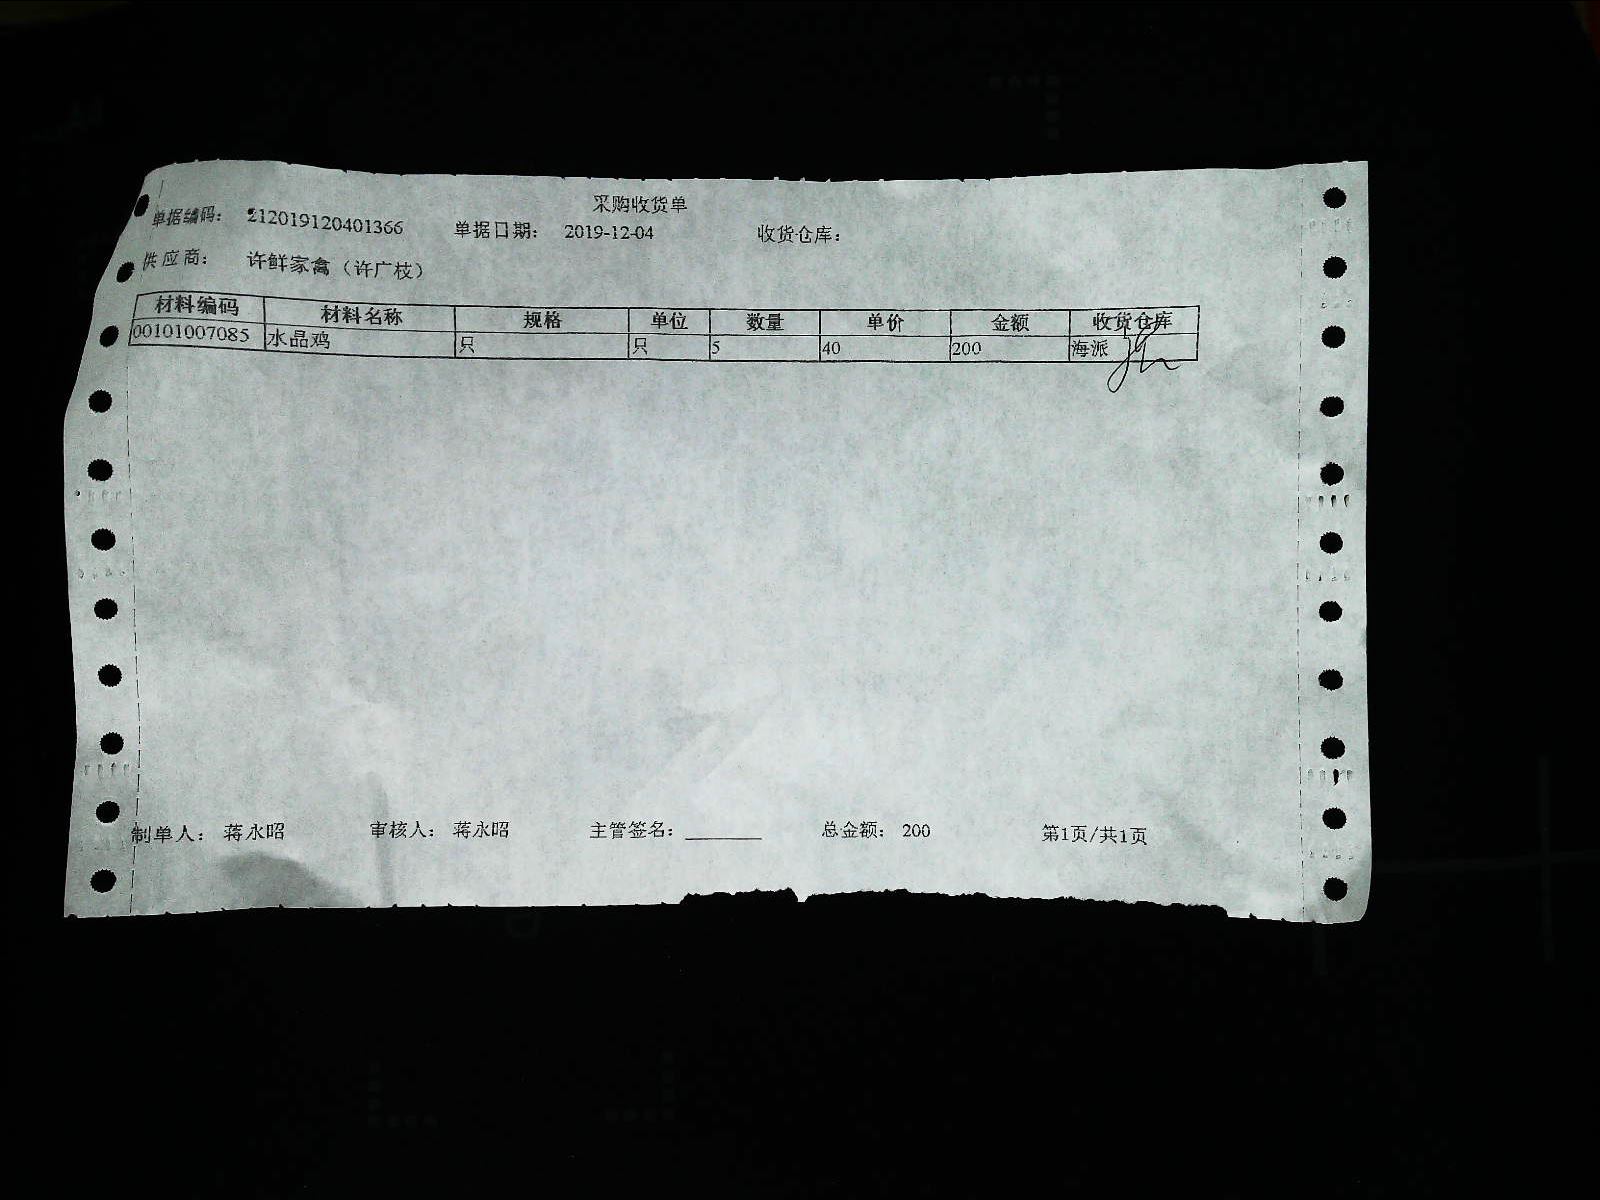 采购收货单
单据编码： 212019120401366 单据日期： 2019-12-04 收货仓库：
供应商： 许鲜家禽（许广枝）
材料编码 材料名称 规格 单位 数量 单价 金额 收货仓库
00101007085 水晶鸡 只 只 5 40 200 海派
制单人： 蒋永昭 审核人： 蒋永昭 主管签名：________ 总金额： 200 第1页/共1页